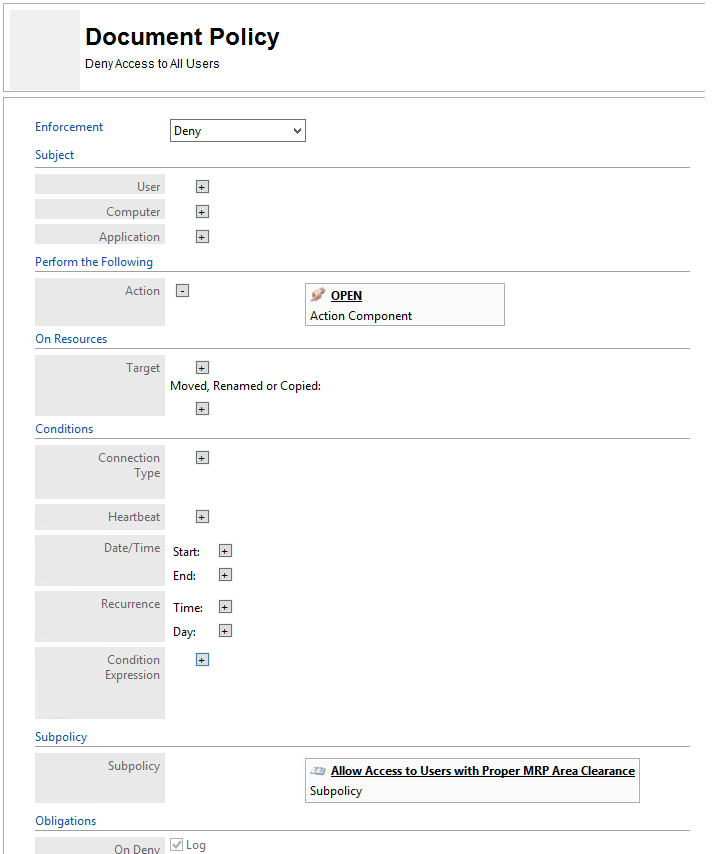 Document Policy
Deny Access to All Users
Enforcement
Deny
Subject
User +
Computer +
Application +
Perform the Following
Action -
OPEN
Action Component
On Resources
Target +
Moved, Renamed or Copied:
+
Conditions
Connection +
Type
Heartbeat +
Date/Time
Start: +
End: +
Recurrence
Time: +
Day: +
Condition +
Expression
Subpolicy
Subpolicy
Allow Access to Users with Proper MRP Area Clearance
Subpolicy
Obligations
On Deny
Log